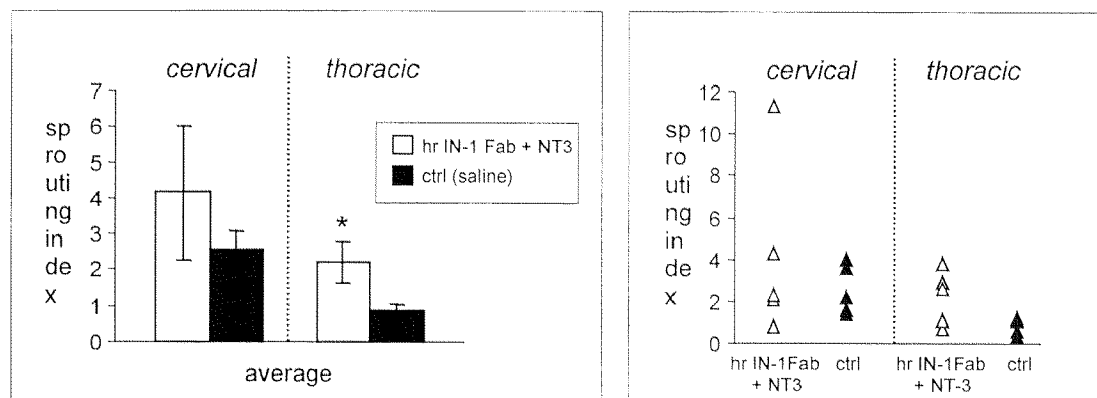 cervical thoracic
7
6
5
4
3
2
1
0
sp
ro
uti
ng
in
de
x
hr IN-1 Fab + NT3
ctrl (saline)
*
average
cervical thoracic
12
10
8
6
4
2
0
sp
ro
uti
ng
in
de
x
hr IN-1Fab ctrl hr IN-1Fab ctrl
+ NT3 + NT-3